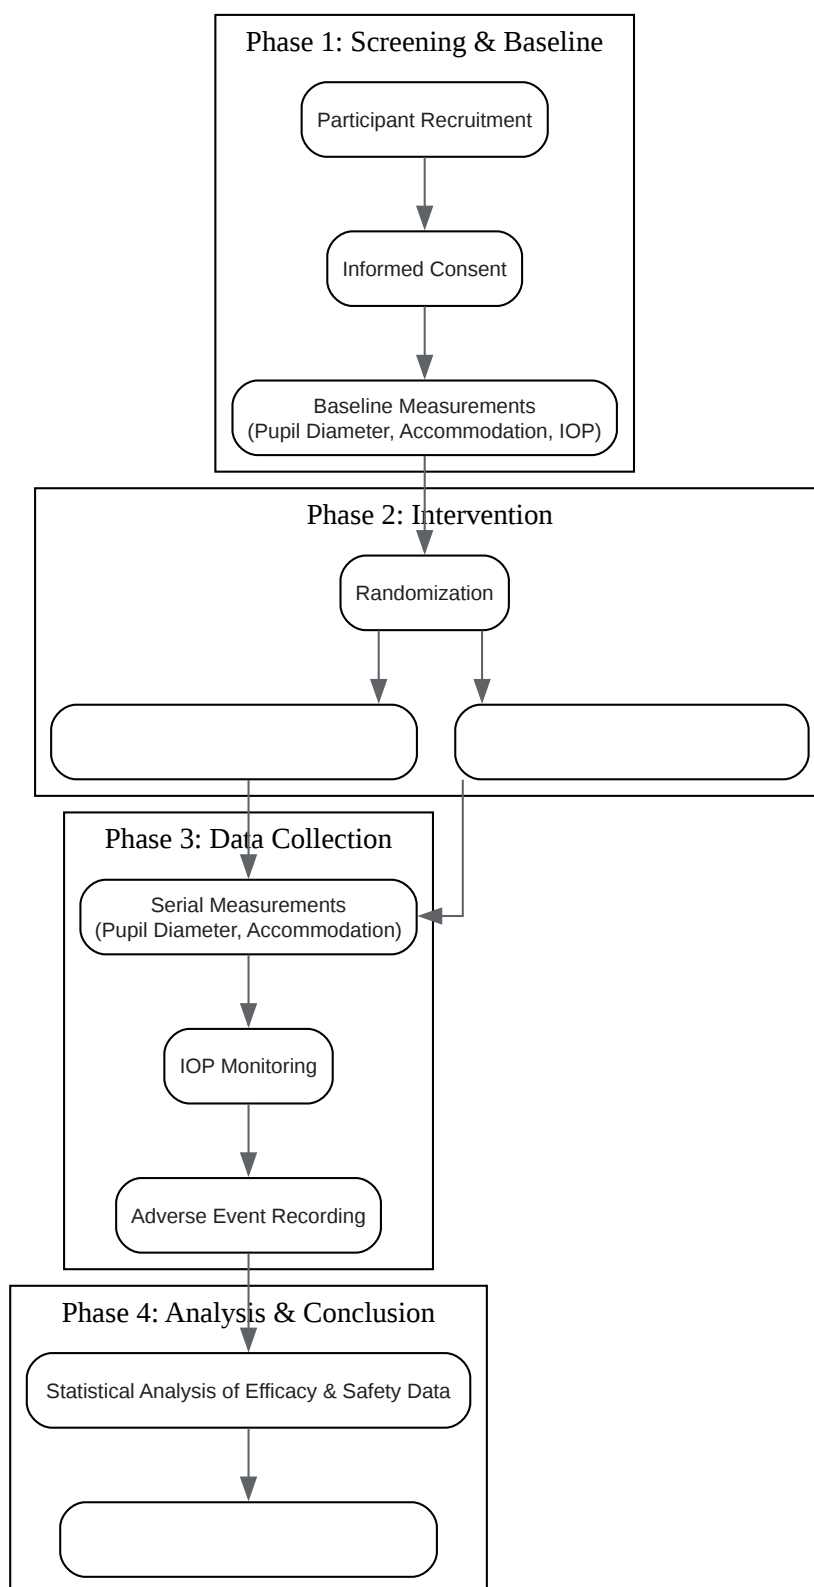 Phase 1: Screening & Baseline
Participant Recruitment
Informed Consent
Baseline Measurements
(Pupil Diameter, Accommodation, IOP)
Phase 2: Intervention
Randomization
Phase 3: Data Collection
Serial Measurements
(Pupil Diameter, Accommodation)
IOP Monitoring
Adverse Event Recording
Phase 4: Analysis & Conclusion
Statistical Analysis of Efficacy & Safety Data